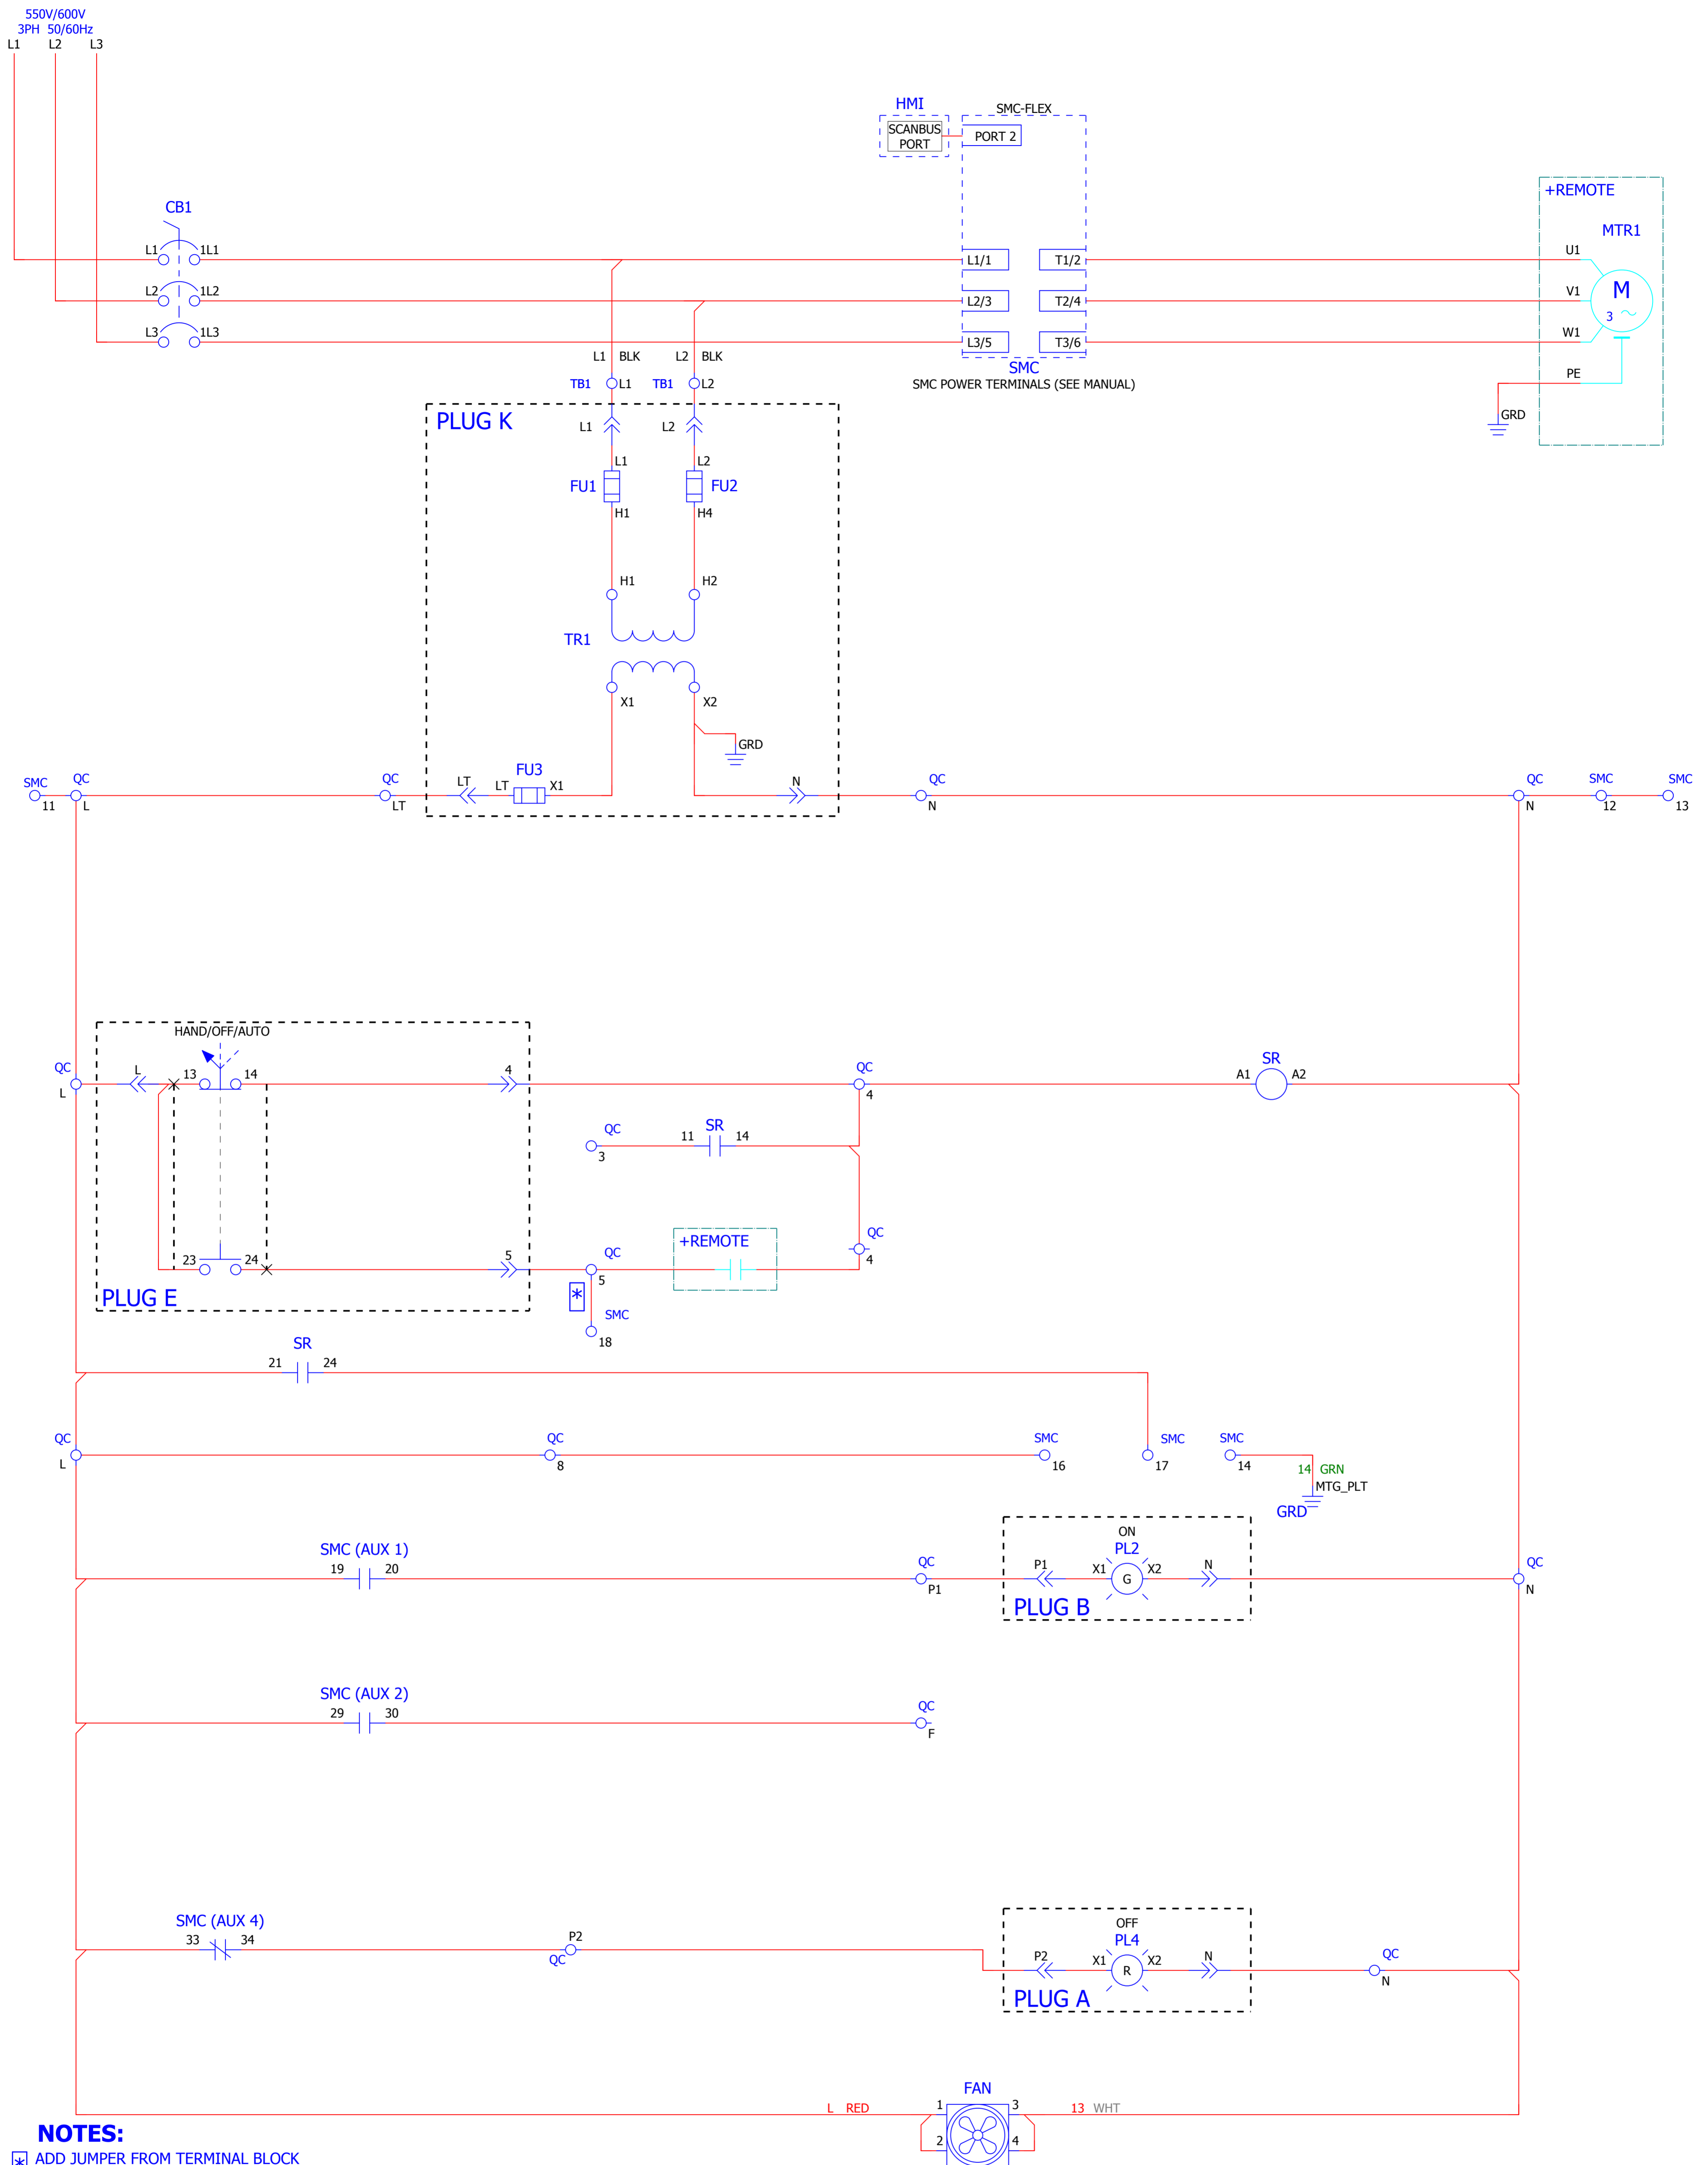 550V/600V
3PH 50/60Hz
L1 L2 L3
HMI
SCANBUS
PORT
SMC-FLEX
PORT 2
+REMOTE
MTR1
CB1
L1 1L1
L1/1 T1/2
U1
L2 1L2
L2/3 T2/4
V1
M
3
L3 1L3
L3/5 T3/6
W1
L1 BLK L2 BLK
SMC
SMC POWER TERMINALS (SEE MANUAL)
PE
TB1 L1 TB1 L2
GRD
PLUG K
L1 L2
L1 L2
FU1 FU2
H1 H4
H1 H2
TR1
X1 X2
GRD
SMC QC QC LT LT FU3 X1 N QC QC SMC SMC
11 L LT N N 12 13
HAND/OFF/AUTO
QC L 13 14 4 QC A1 SR A2
L 4
QC 11 SR 14
3
23 24 5 QC +REMOTE QC
5 4
PLUG E
*
SMC
18
SR
21 24
QC QC SMC SMC SMC
L 8 16 17 14
14 GRN
MTG_PLT
GRD
ON
SMC (AUX 1) PL2
19 20 QC P1 X1 G X2 N QC
P1 N
PLUG B
SMC (AUX 2)
29 30 QC
F
SMC (AUX 4) OFF
33 34 P2 PL4
QC P2 X1 R X2 N QC
N
PLUG A
FAN
L RED 1 3 13 WHT
2 4
NOTES:
* ADD JUMPER FROM TERMINAL BLOCK